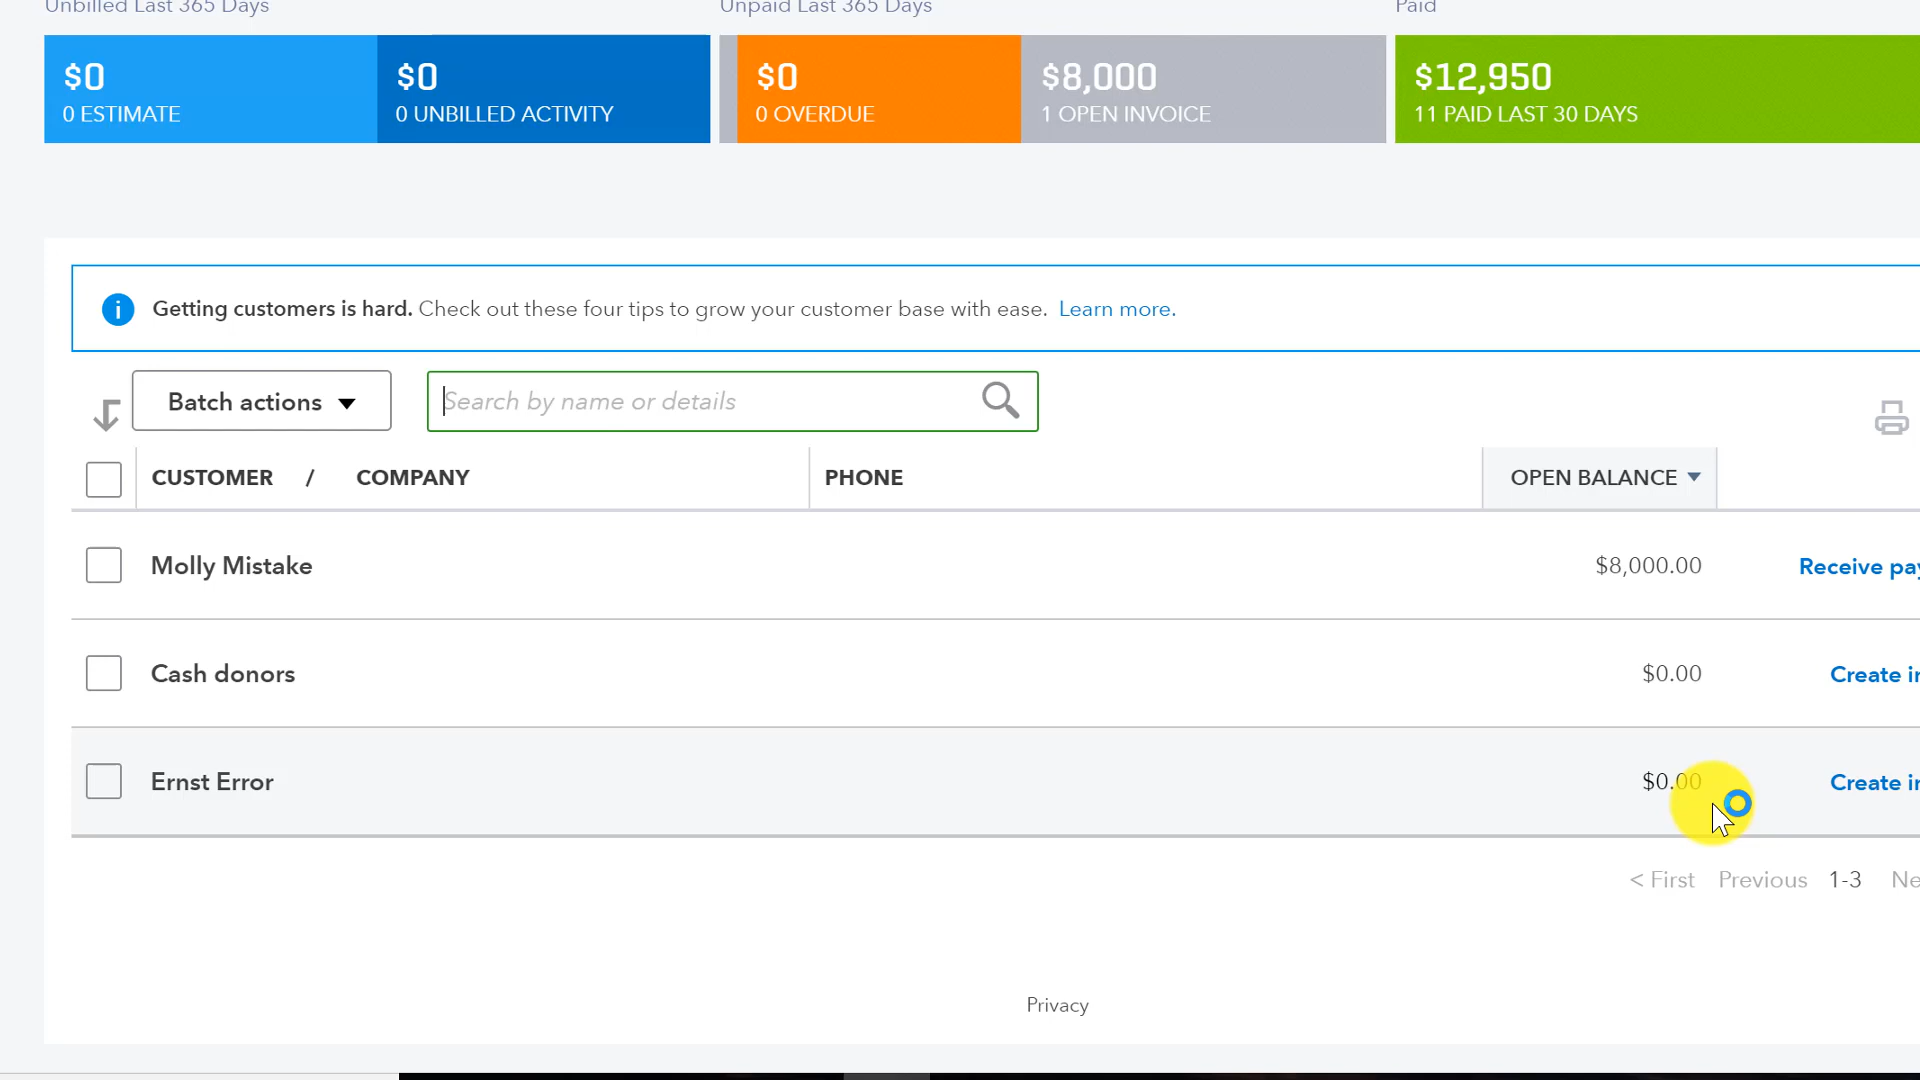 Unbilled Last 365 Days
Unpaid Last 365 Days
Paid
$0
0 ESTIMATE
$0
0 UNBILLED ACTIVITY
$0
0 OVERDUE
$8,000
1 OPEN INVOICE
$12,950
11 PAID LAST 30 DAYS
i
Getting customers is hard. Check out these four tips to grow your customer base with ease. Learn more.
Batch actions
Search by name or details
CUSTOMER / COMPANY
PHONE
OPEN BALANCE
Molly Mistake
$8,000.00
Receive pay
Cash donors
$0.00
Create in
Ernst Error
$0.00
Create in
< First Previous 1-3 Ne
Privacy